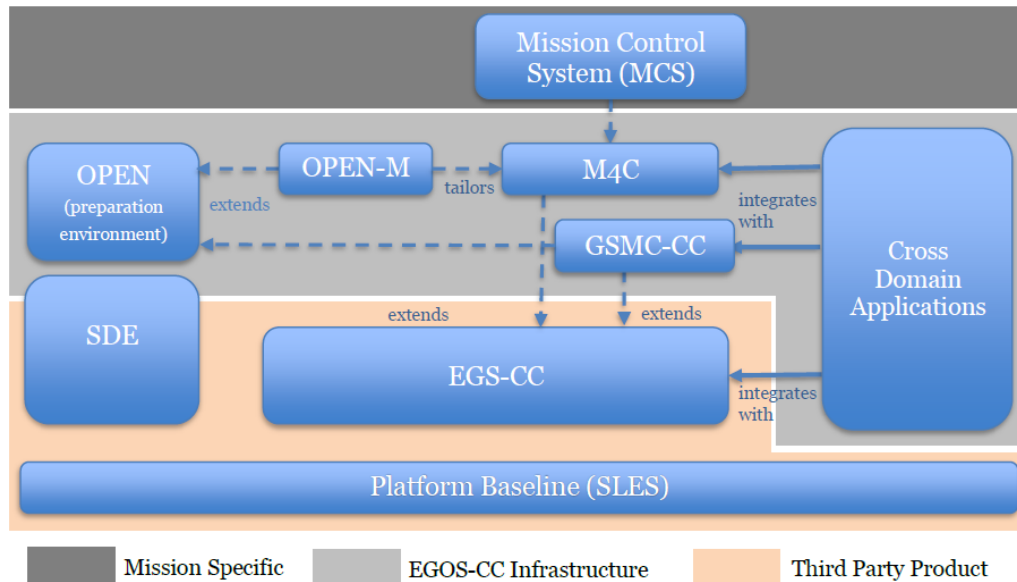 Mission Control
System (MCS)
OPEN
(preparation
environment)
extends
OPEN-M
tailors
M4C
integrates
with
GSMC-CC
Cross
Domain
Applications
SDE
extends
extends
EGS-CC
integrates
with
Platform Baseline (SLES)
Mission Specific
EGOS-CC Infrastructure
Third Party Product